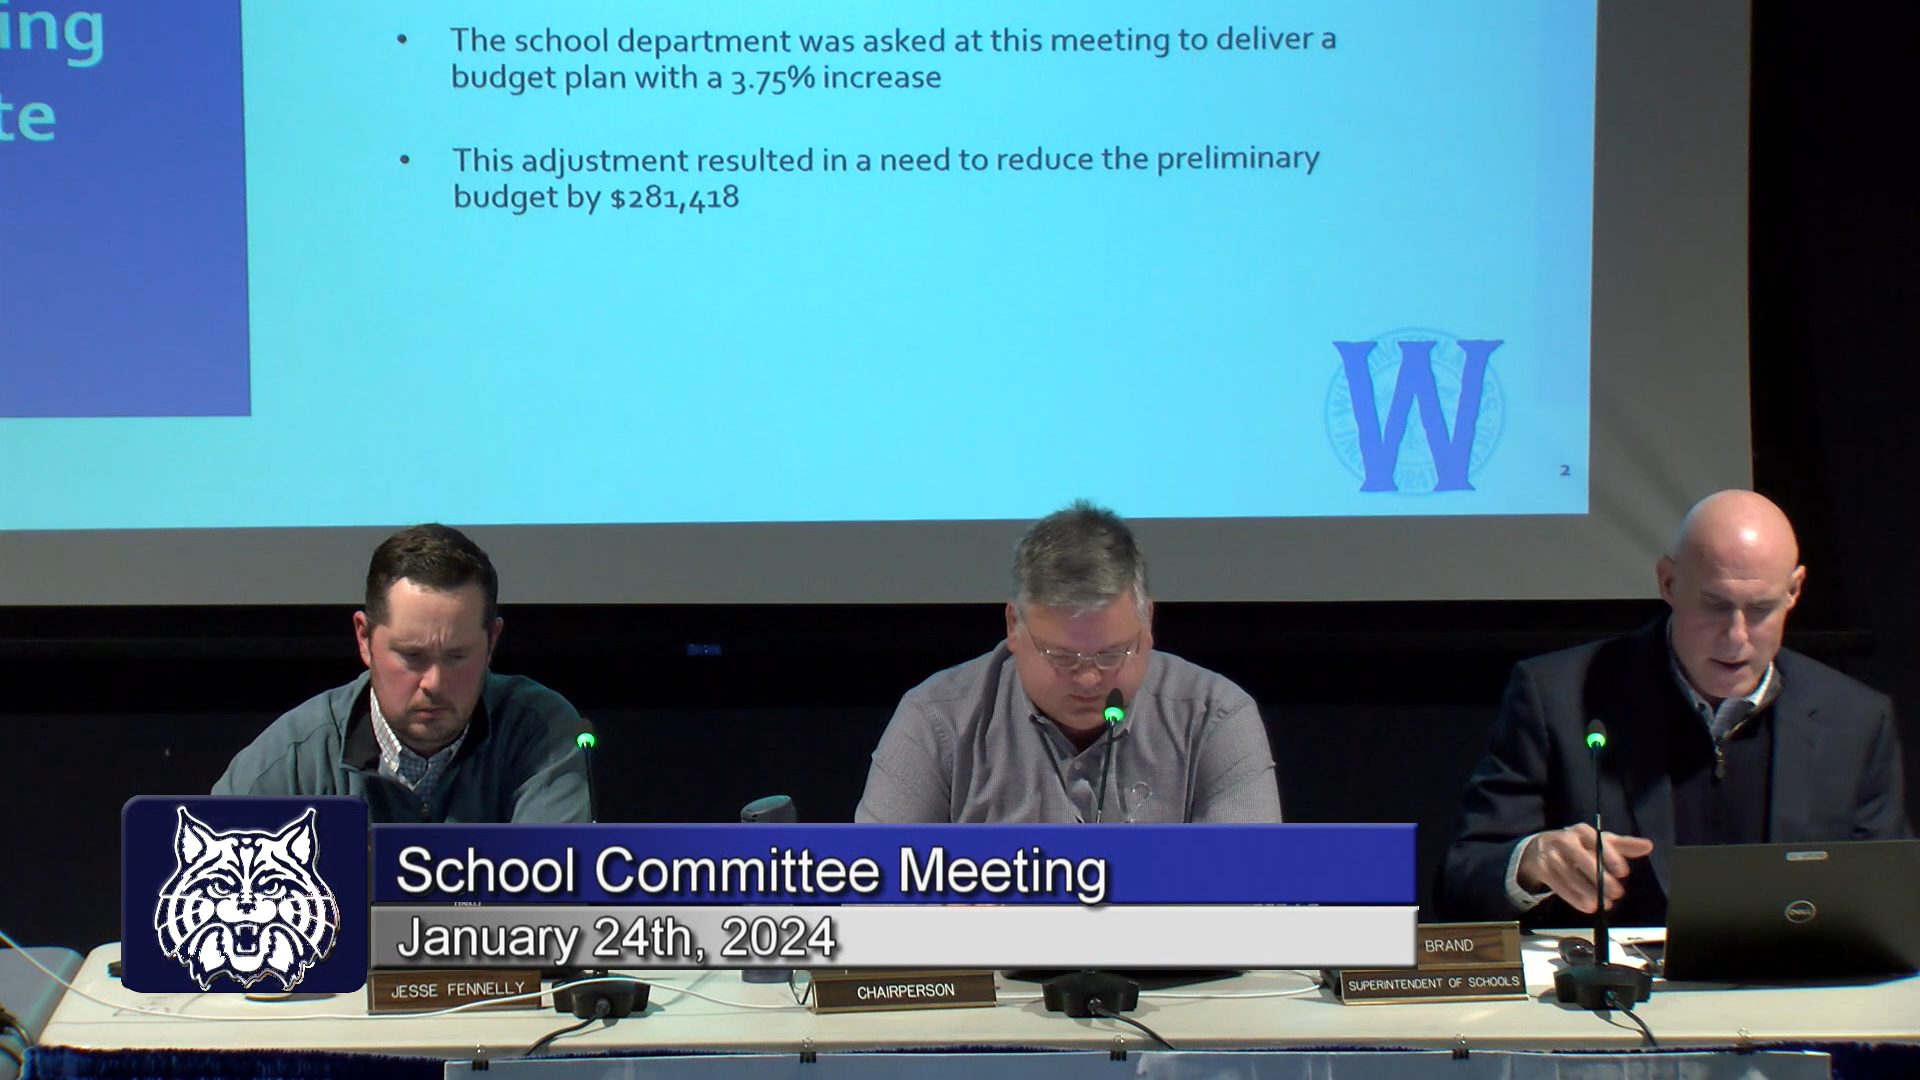 ing
te
• The school department was asked at this meeting to deliver a
budget plan with a 3.75% increase
• This adjustment resulted in a need to reduce the preliminary
budget by $281,418
W
2
School Committee Meeting
January 24th, 2024
JESSE FENNELLY
CHAIRPERSON
BRAND
SUPERINTENDENT OF SCHOOLS
DELL